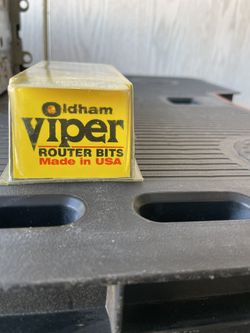 Oldham
Viper
ROUTER BITS
Made in USA